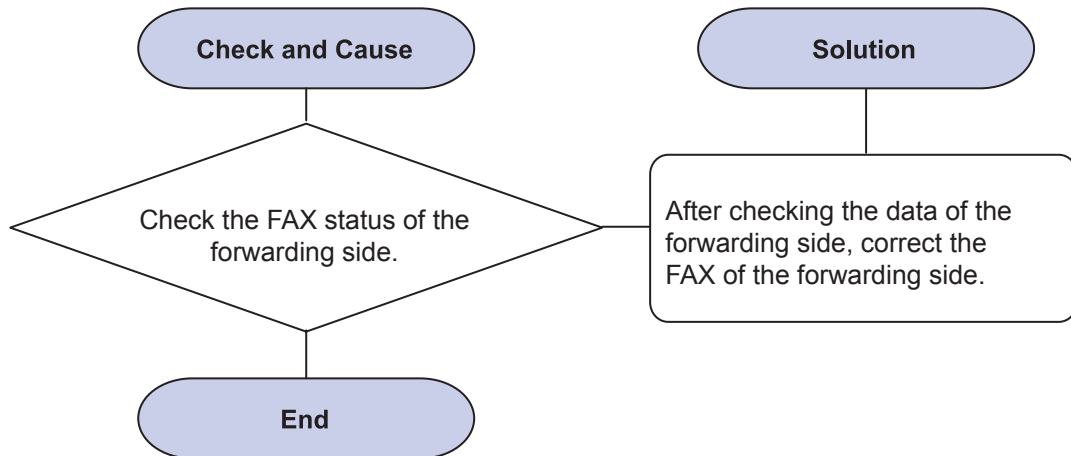 Check and Cause
Solution
Check the FAX status of the
forwarding side.
After checking the data of the
forwarding side, correct the
FAX of the forwarding side.
End